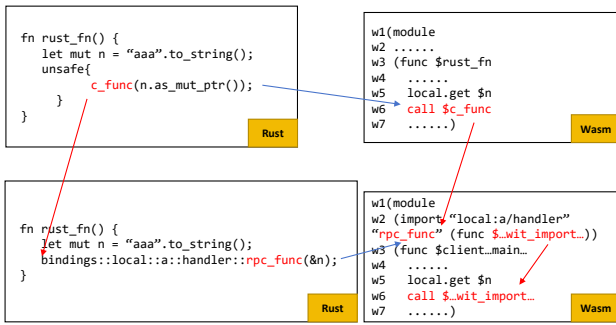 fn rust_fn() {
let mut n = “aaa”.to_string();
unsafe{
c_func(n.as_mut_ptr());
}
}
Rust
w1(module
w2 ......
w3 (func $rust_fn
w4 ......
w5 local.get $n
w6 call $c_func
w7 ......)
Wasm
fn rust_fn() {
let mut n = “aaa”.to_string();
bindings::local::a::handler::rpc_func(&n);
}
Rust
w1(module
w2 (import “local:a/handler”
“rpc_func” (func $…wit_import…))
w3 (func $client…main…
w4 ......
w5 local.get $n
w6 call $…wit_import…
w7 ......)
Wasm